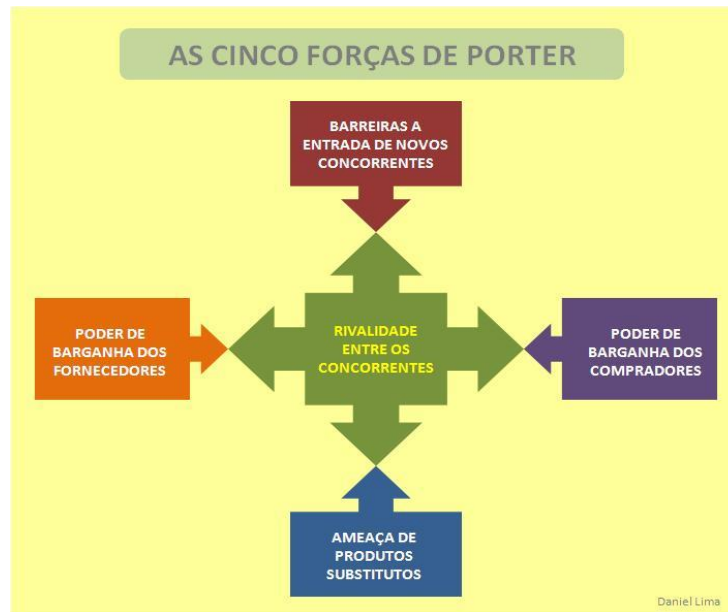 AS CINCO FORÇAS DE PORTER
BARREIRAS A
ENTRADA DE NOVOS
CONCORRENTES
PODER DE
BARGANHA DOS
FORNECEDORES
RIVALIDADE
ENTRE OS
CONCORRENTES
PODER DE
BARGANHA DOS
COMPRADORES
AMEAÇA DE
PRODUTOS
SUBSTITUTOS
Daniel Lima